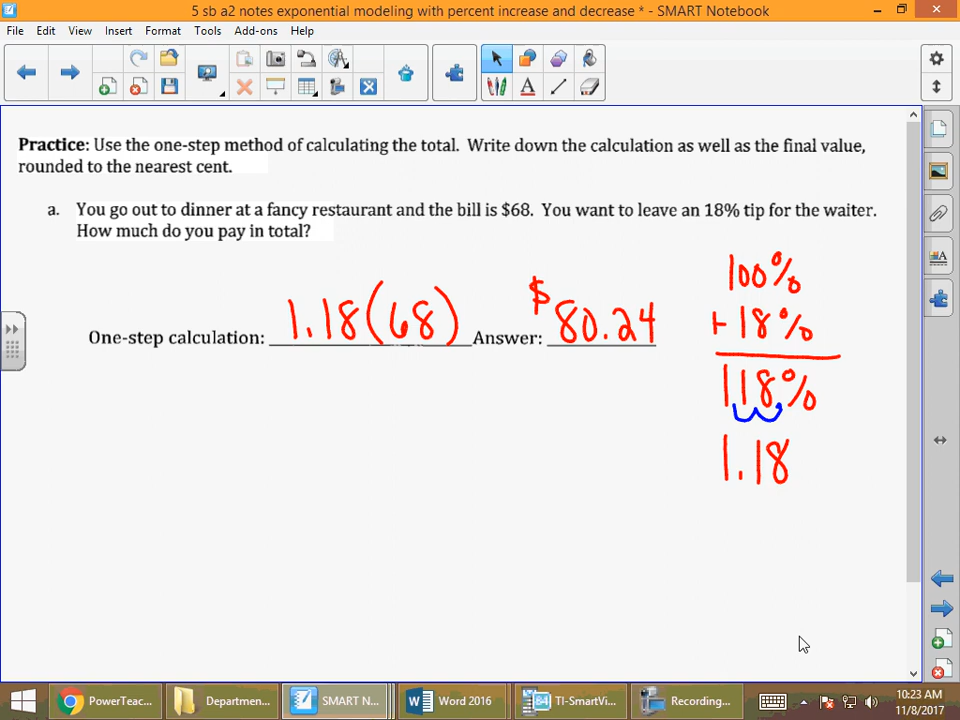 5 sb a2 notes exponential modeling with percent increase and decrease * - SMART Notebook
File Edit View Insert Format Tools Add-ons Help
Practice: Use the one-step method of calculating the total. Write down the calculation as well as the final value,
rounded to the nearest cent.
a. You go out to dinner at a fancy restaurant and the bill is $68. You want to leave an 18% tip for the waiter.
How much do you pay in total?
One-step calculation: 1.18(68) Answer: $80.24
100%
+18%
118%
1.18
PowerTeac... Departmen... SMART N... Word 2016 TI-SmartVi... Recording...
10:23 AM
11/8/2017